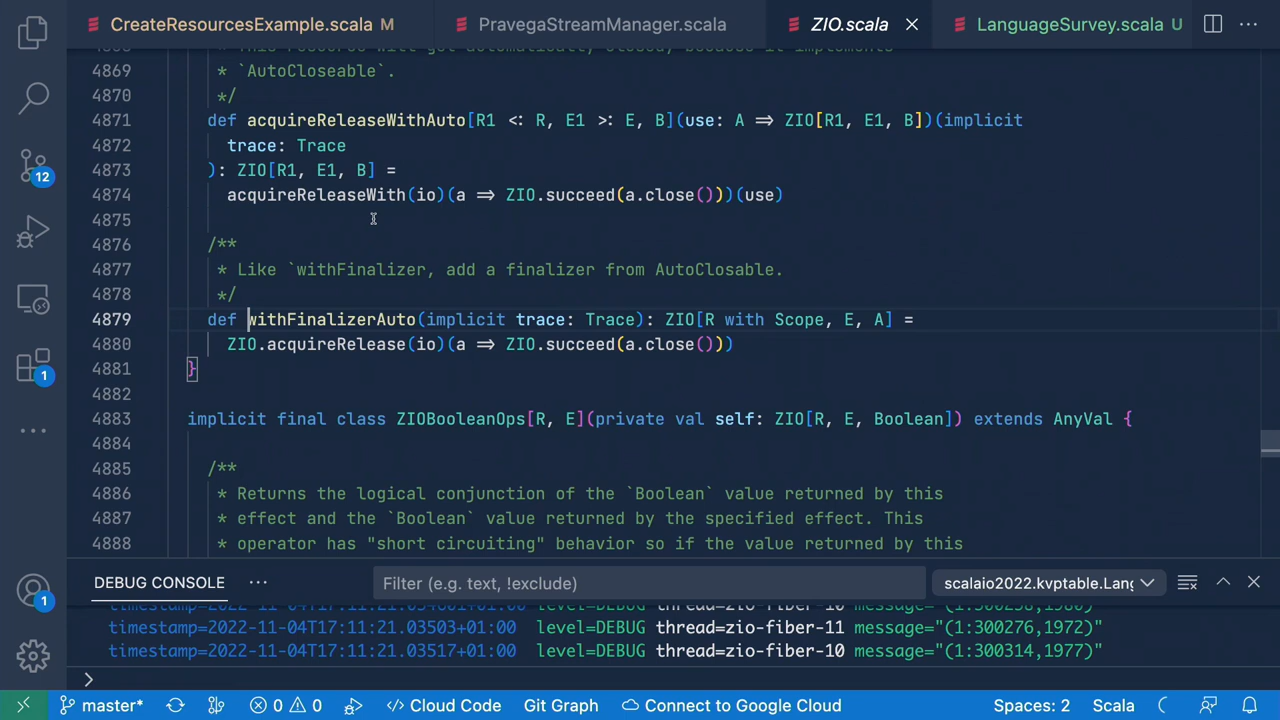 CreateResourcesExample.scala M
PravegaStreamManager.scala
ZIO.scala
LanguageSurvey.scala U
4869 * `AutoCloseable`.
4870 */
4871 def acquireReleaseWithAuto[R1 <: R, E1 >: E, B](use: A => ZIO[R1, E1, B])(implicit
4872 trace: Trace
4873 ): ZIO[R1, E1, B] =
4874 acquireReleaseWith(io)(a => ZIO.succeed(a.close()))(use)
4875
4876 /**
4877 * Like `withFinalizer, add a finalizer from AutoClosable.
4878 */
4879 def withFinalizerAuto(implicit trace: Trace): ZIO[R with Scope, E, A] =
4880 ZIO.acquireRelease(io)(a => ZIO.succeed(a.close()))
4881 }
4882
4883 implicit final class ZIOBooleanOps[R, E](private val self: ZIO[R, E, Boolean]) extends AnyVal {
4884
4885 /**
4886 * Returns the logical conjunction of the `Boolean` value returned by this
4887 * effect and the `Boolean` value returned by the specified effect. This
4888 * operator has "short circuiting" behavior so if the value returned by this
12
1
1
DEBUG CONSOLE
Filter (e.g. text, !exclude)
scalaio2022.kvptable.Lang
timestamp=2022-11-04T17:11:21.03503+01:00 level=DEBUG thread=zio-fiber-11 message="(1:300276,1972)"
timestamp=2022-11-04T17:11:21.03517+01:00 level=DEBUG thread=zio-fiber-10 message="(1:300314,1977)"
master* 0 0 Cloud Code Git Graph Connect to Google Cloud Spaces: 2 Scala